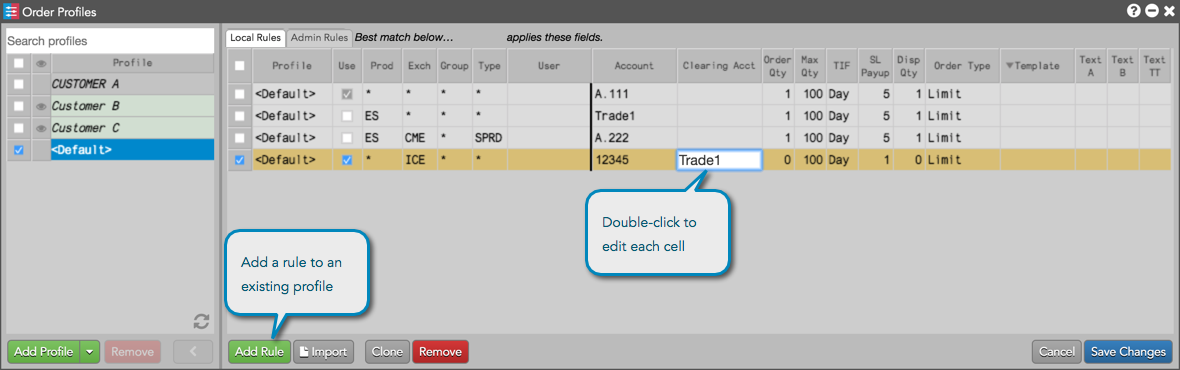 Order Profiles
Search profiles
Profile
CUSTOMER A
Customer B
Customer C
<Default>
Add Profile Remove
Local Rules Admin Rules Best match below... applies these fields.
Profile Use Prod Exch Group Type User Account Clearing Acct Order Qty Max Qty TIF SL Payup Disp Qty Order Type Template Text A Text B Text TT
<Default> * * * * A.111 1 100 Day 5 1 Limit
<Default> ES * * * Trade1 1 100 Day 5 1 Limit
<Default> ES CME * SPRD A.222 1 100 Day 5 1 Limit
<Default> * ICE * * 12345 Trade1 0 100 Day 1 0 Limit
Double-click to
edit each cell
Add a rule to an
existing profile
Add Rule Import Clone Remove Cancel Save Changes